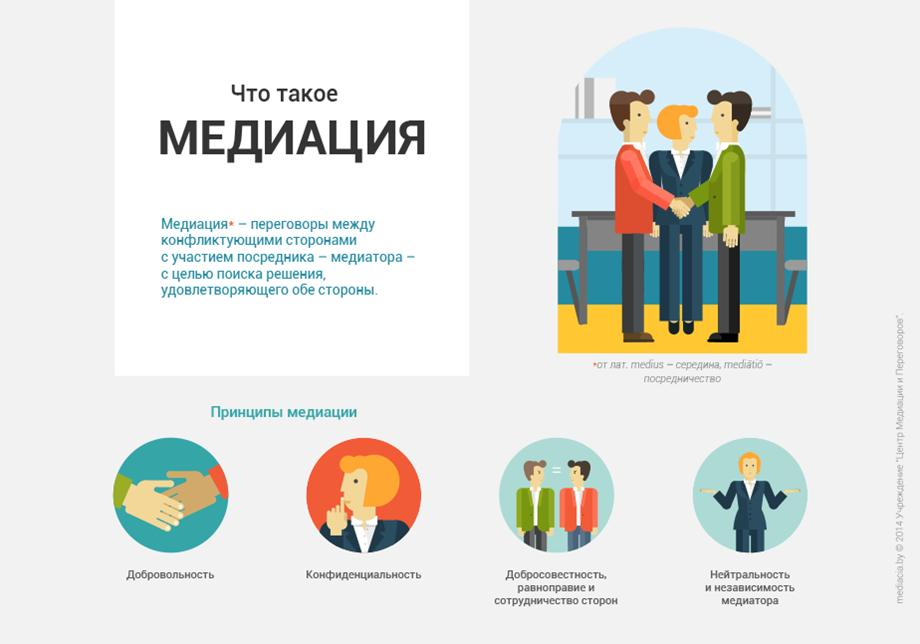 Что такое
МЕДИАЦИЯ
Медиация* – переговоры между
конфликтующими сторонами
с участием посредника – медиатора –
с целью поиска решения,
удовлетворяющего обе стороны.
*от лат. medius – середина, mediātiō –
посредничество
Принципы медиации
Добровольность
Конфиденциальность
Добросовестность,
равноправие и
сотрудничество сторон
Нейтральность
и независимость
медиатора
mediacia.by © 2014 Учреждение "Центр Медиации и Переговоров".